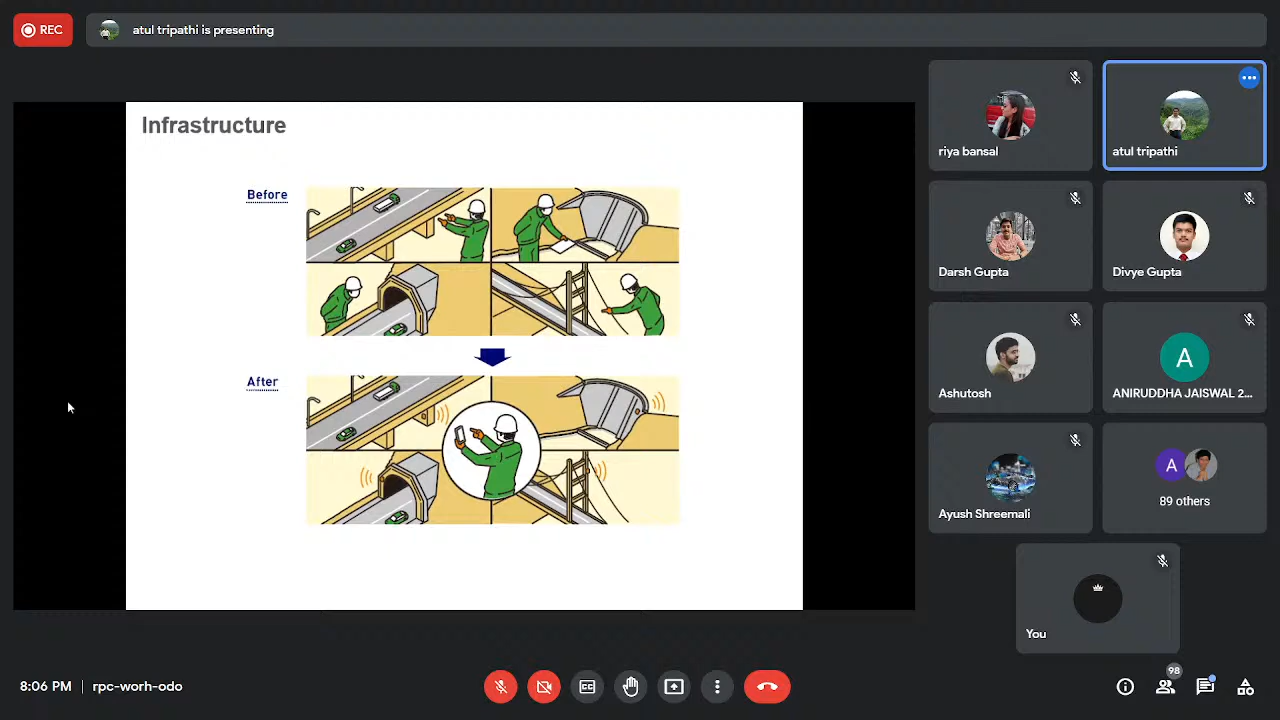 REC
atul tripathi is presenting
Infrastructure
Before
After
riya bansal
atul tripathi
Darsh Gupta
Divye Gupta
Ashutosh
A
ANIRUDDHA JAISWAL 2...
Ayush Shreemali
A
89 others
You
8:06 PM | rpc-worh-odo
CC
98